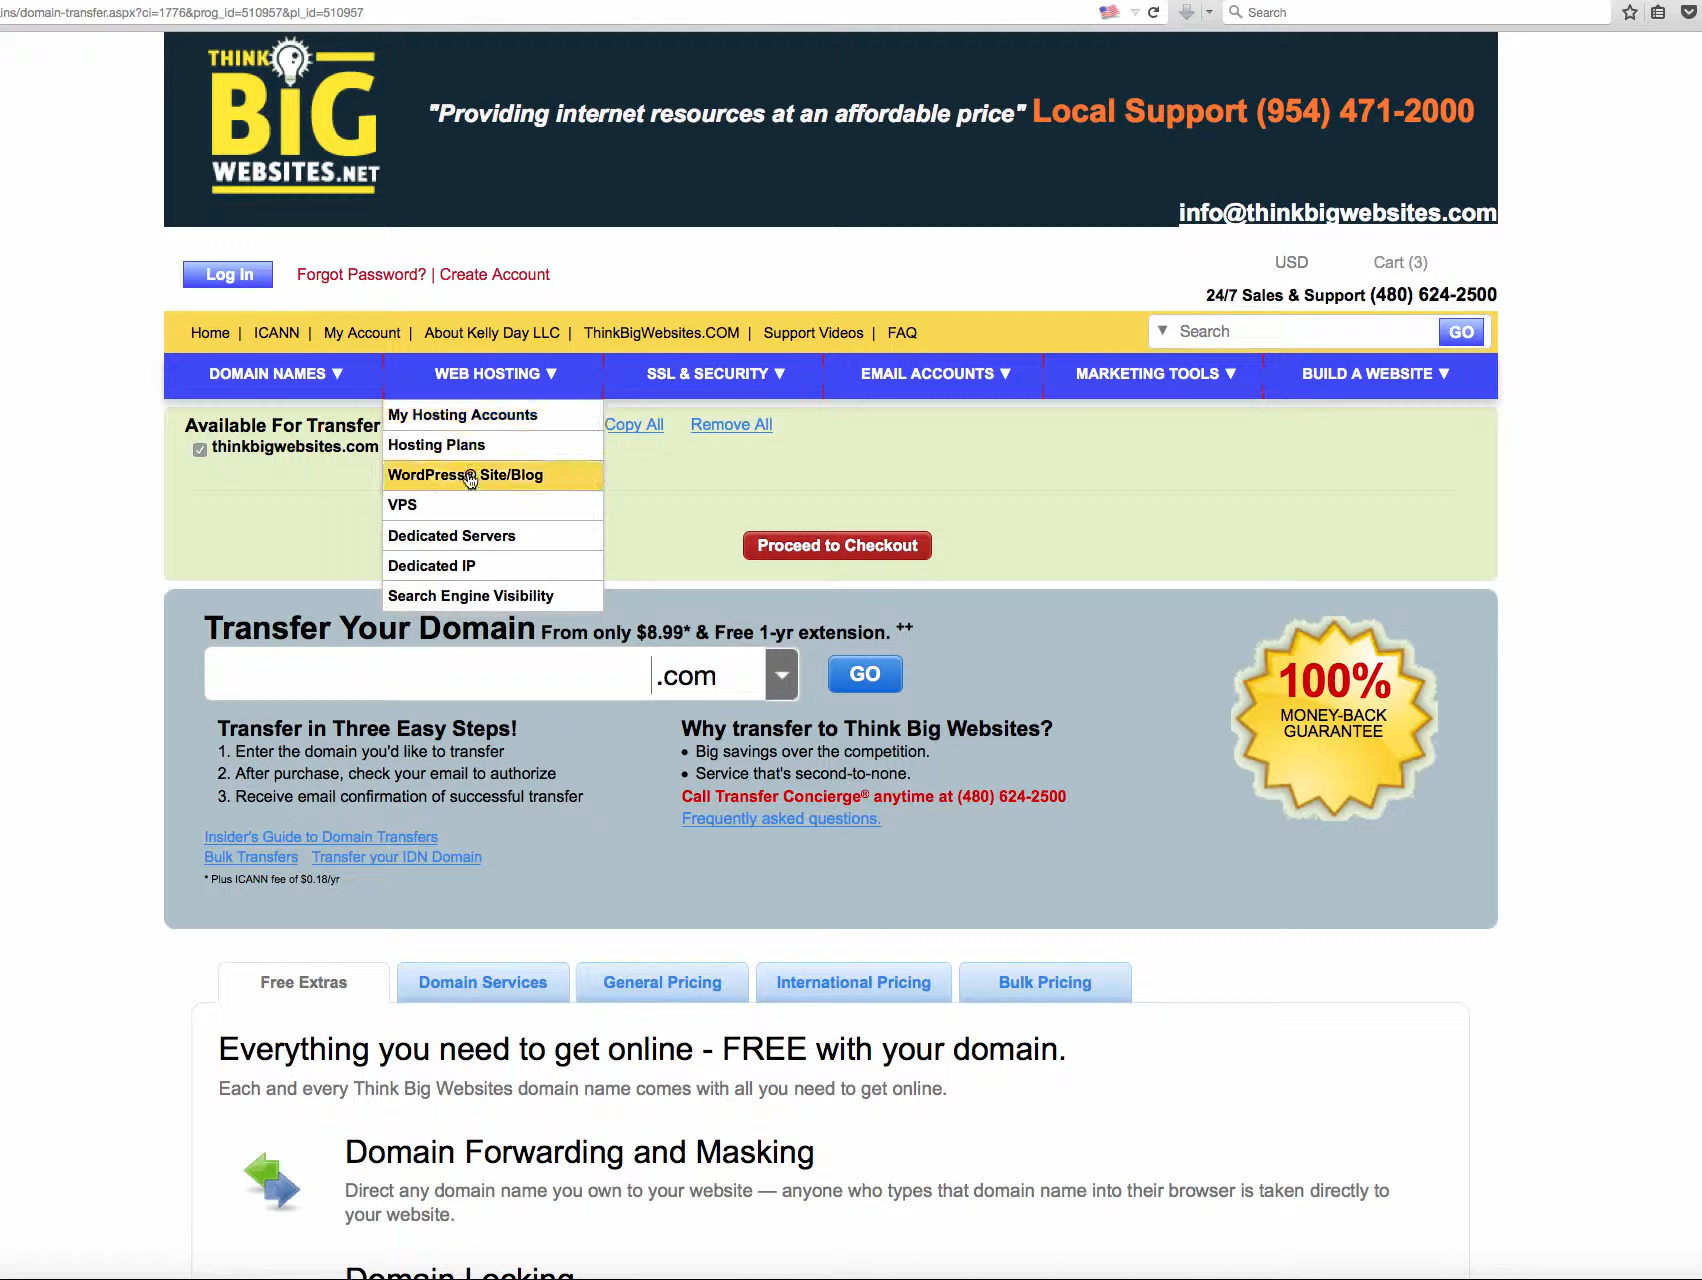 ins/domain-transfer.aspx?ci=1776&prog_id=510957&pl_id=510957
Search
THINK
BiG
WEBSITES.NET
"Providing internet resources at an affordable price" Local Support (954) 471-2000
info@thinkbigwebsites.com
Log In
Forgot Password? | Create Account
USD
Cart (3)
24/7 Sales & Support (480) 624-2500
Home | ICANN | My Account | About Kelly Day LLC | ThinkBigWebsites.COM | Support Videos | FAQ
▼ Search
GO
DOMAIN NAMES ▼
WEB HOSTING ▼
SSL & SECURITY ▼
EMAIL ACCOUNTS ▼
MARKETING TOOLS ▼
BUILD A WEBSITE ▼
My Hosting Accounts
Hosting Plans
WordPress® Site/Blog
VPS
Dedicated Servers
Dedicated IP
Search Engine Visibility
Available For Transfer
Copy All
Remove All
thinkbigwebsites.com
Proceed to Checkout
Transfer Your Domain From only $8.99* & Free 1-yr extension. ++
.com
GO
100%
MONEY-BACK
GUARANTEE
Transfer in Three Easy Steps!
1. Enter the domain you'd like to transfer
2. After purchase, check your email to authorize
3. Receive email confirmation of successful transfer
Why transfer to Think Big Websites?
• Big savings over the competition.
• Service that's second-to-none.
Call Transfer Concierge® anytime at (480) 624-2500
Frequently asked questions.
Insider's Guide to Domain Transfers
Bulk Transfers Transfer your IDN Domain
* Plus ICANN fee of $0.18/yr
Free Extras
Domain Services
General Pricing
International Pricing
Bulk Pricing
Everything you need to get online - FREE with your domain.
Each and every Think Big Websites domain name comes with all you need to get online.
Domain Forwarding and Masking
Direct any domain name you own to your website — anyone who types that domain name into their browser is taken directly to
your website.
Domain Locking